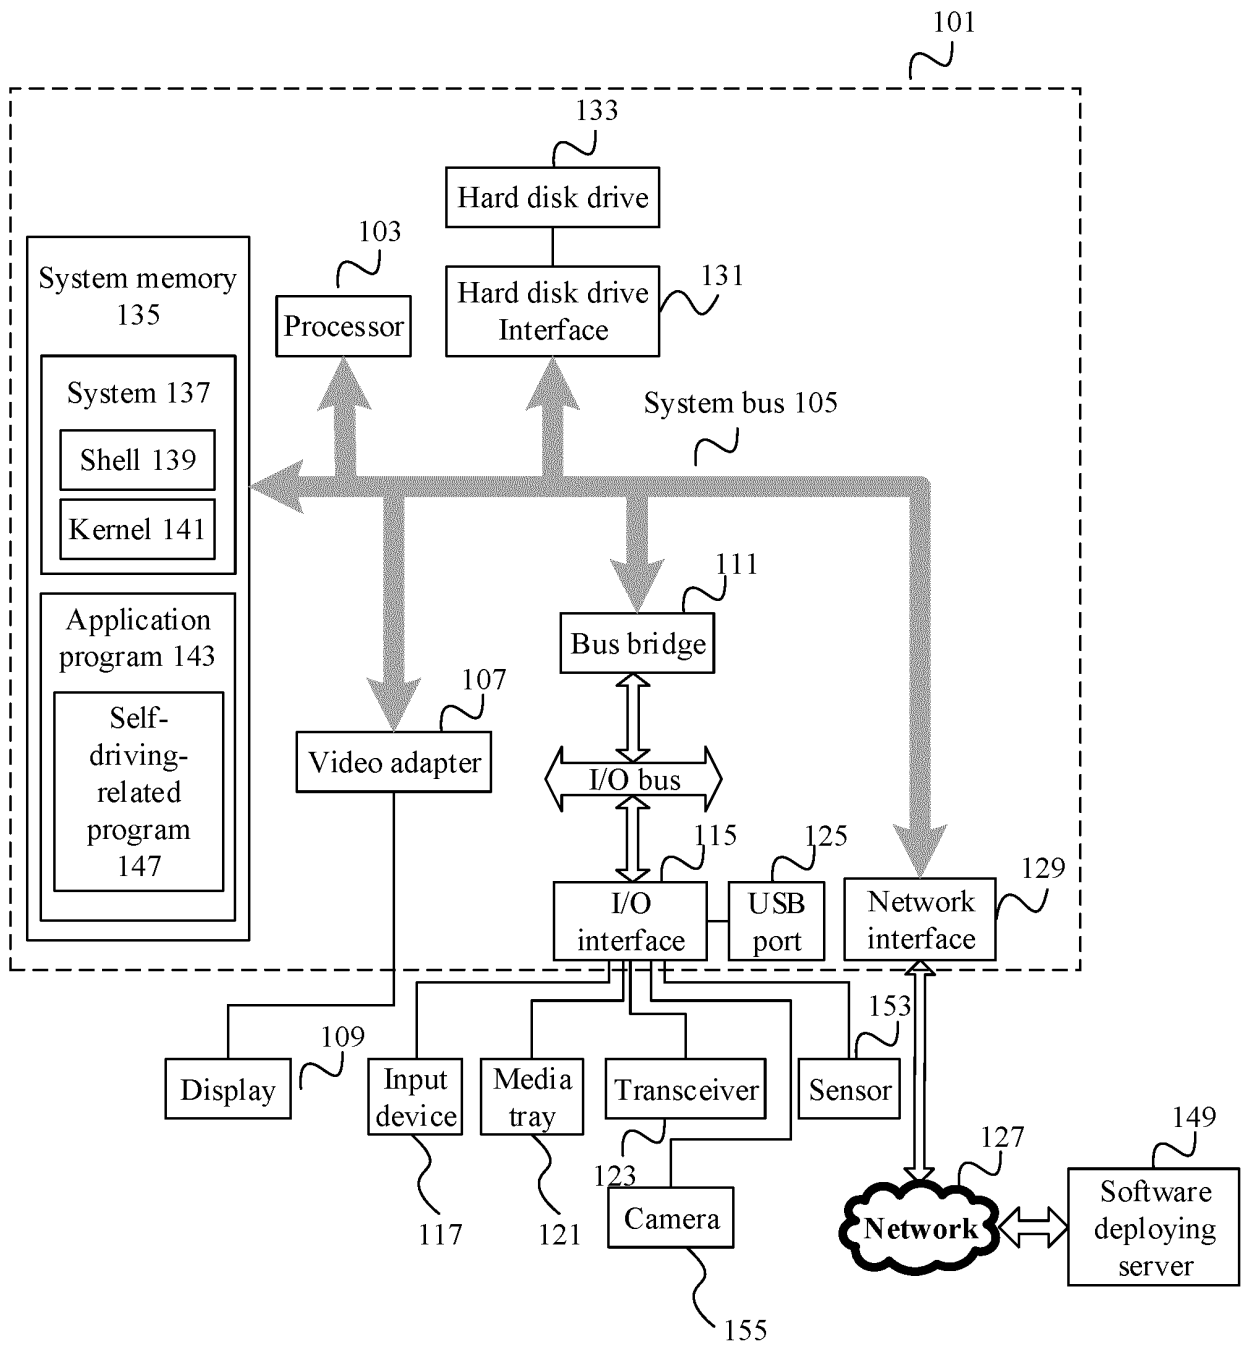 101
133
Hard disk drive
103
System memory
135
131
Hard disk drive
Interface
Processor
System 137
System bus 105
Shell 139
Kernel 141
111
Application
program 143
Bus bridge
107
Self-
driving-
related
program
147
Video adapter
I/O bus
115
125
129
I/O
interface
USB
port
Network
interface
153
109
Display
Input
device
Media
tray
Transceiver
Sensor
127
149
123
117
121
Camera
Network
Software
deploying
server
155